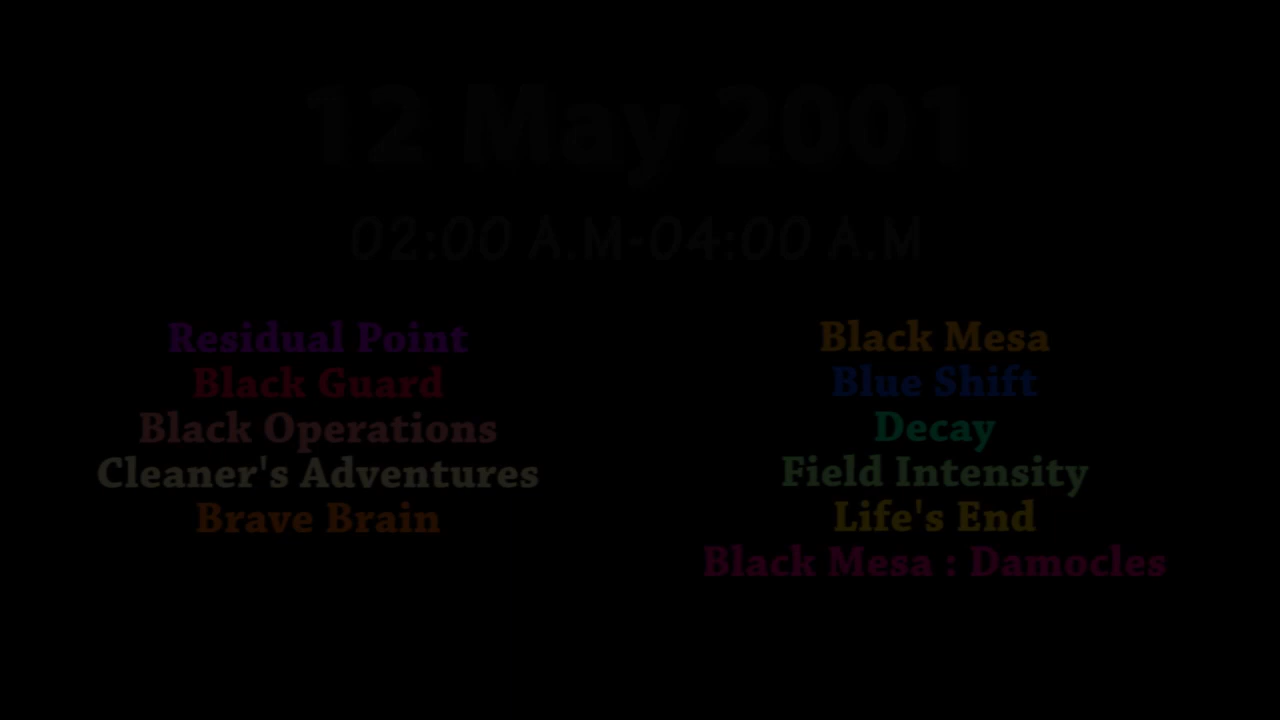 12 May 2001
02:00 A.M-04:00 A.M
Residual Point
Black Guard
Black Operations
Cleaner's Adventures
Brave Brain
Black Mesa
Blue Shift
Decay
Field Intensity
Life's End
Black Mesa : Damocles